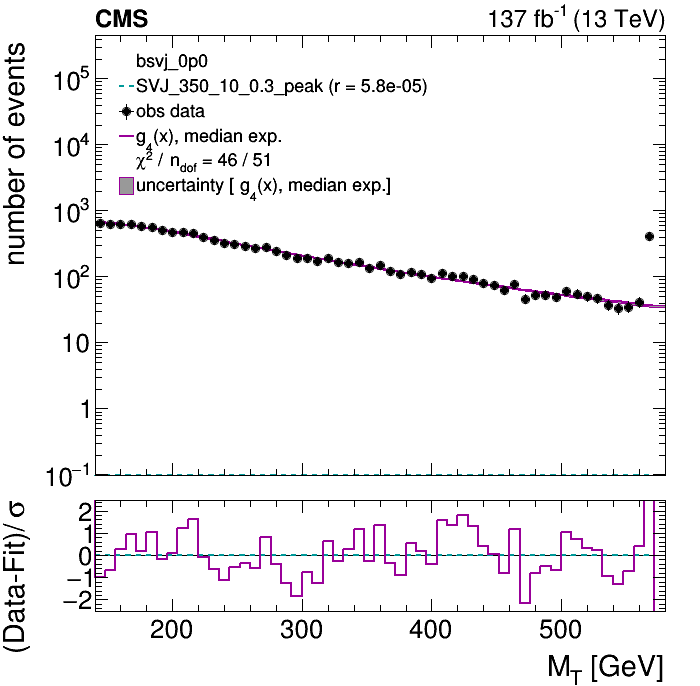 CMS 137 fb⁻¹ (13 TeV)
bsvj_0p0
SVJ_350_10_0.3_peak (r = 5.8e-05)
obs data
g₄(x), median exp.
χ² / n_dof = 46 / 51
uncertainty [ g₄(x), median exp.]
number of events
10⁵
10⁴
10³
10²
10
1
10⁻¹
(Data-Fit)/σ
2
1
0
−1
−2
200 300 400 500
M_T [GeV]